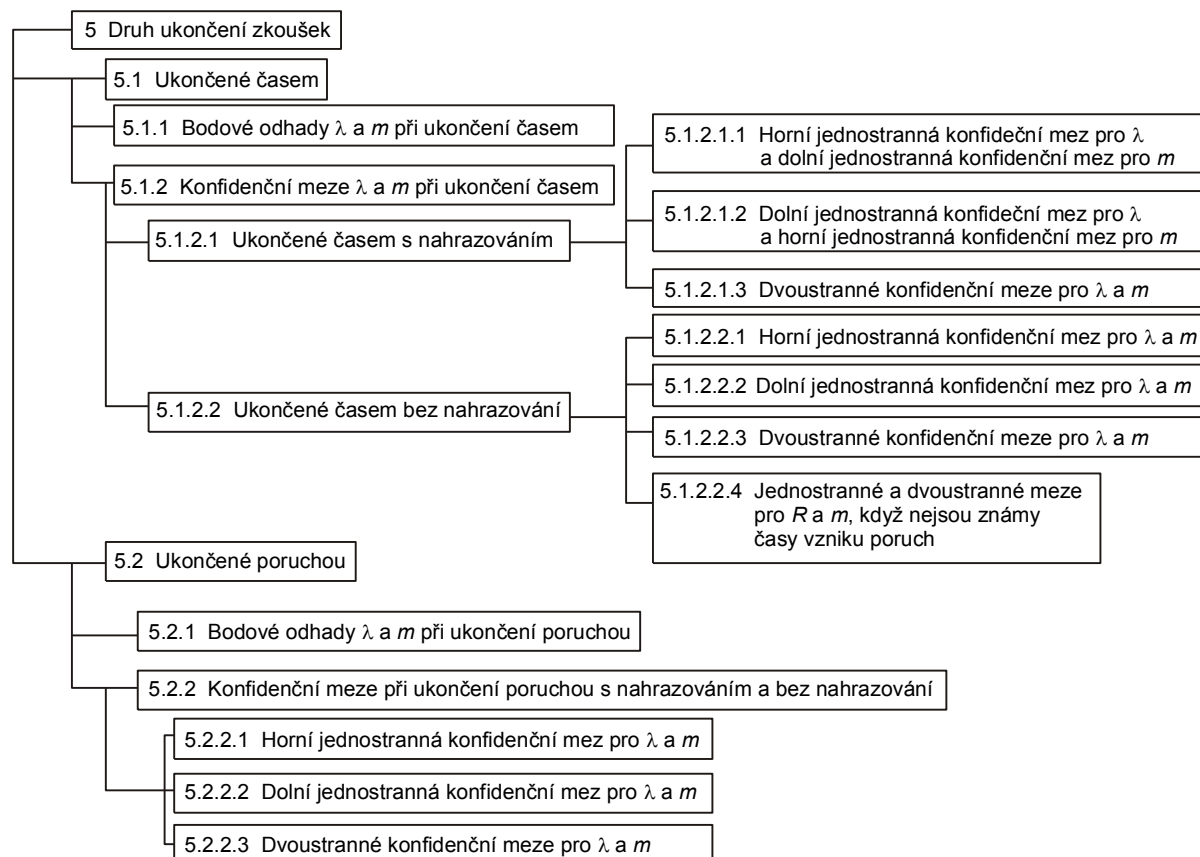 5 Druh ukončení zkoušek
5.1 Ukončené časem
5.1.1 Bodové odhady λ a m při ukončení časem
5.1.2 Konfidenční meze λ a m při ukončení časem
5.1.2.1 Ukončené časem s nahrazováním
5.1.2.1.1 Horní jednostranná konfideční mez pro λ
a dolní jednostranná konfidenční mez pro m
5.1.2.1.2 Dolní jednostranná konfideční mez pro λ
a horní jednostranná konfidenční mez pro m
5.1.2.1.3 Dvoustranné konfidenční meze pro λ a m
5.1.2.2 Ukončené časem bez nahrazování
5.1.2.2.1 Horní jednostranná konfidenční mez pro λ a m
5.1.2.2.2 Dolní jednostranná konfidenční mez pro λ a m
5.1.2.2.3 Dvoustranné konfidenční meze pro λ a m
5.1.2.2.4 Jednostranné a dvoustranné meze
pro R a m, když nejsou známy
časy vzniku poruch
5.2 Ukončené poruchou
5.2.1 Bodové odhady λ a m při ukončení poruchou
5.2.2 Konfidenční meze při ukončení poruchou s nahrazováním a bez nahrazování
5.2.2.1 Horní jednostranná konfidenční mez pro λ a m
5.2.2.2 Dolní jednostranná konfidenční mez pro λ a m
5.2.2.3 Dvoustranné konfidenční meze pro λ a m